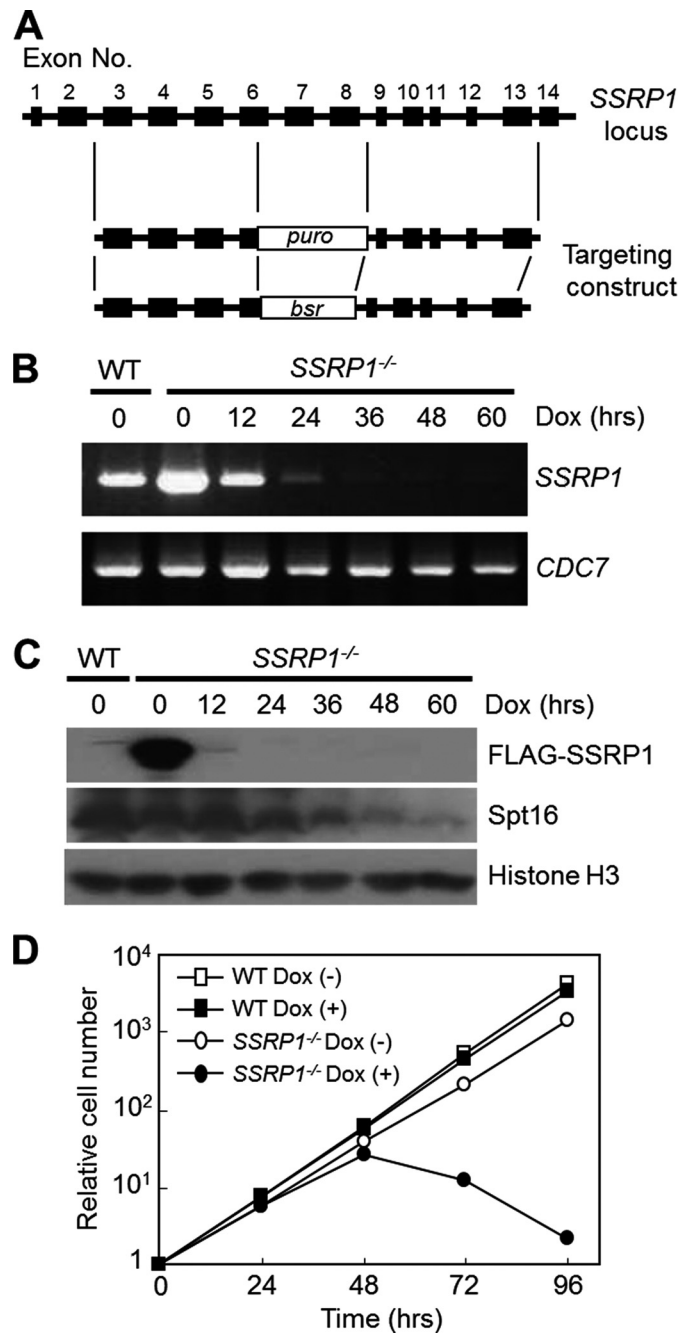 A
Exon No.
1 2 3 4 5 6 7 8 9 10 11 12 13 14
SSRP1
locus
puro
bsr
Targeting
construct
B
WT SSRP1-/-
0 0 12 24 36 48 60 Dox (hrs)
SSRP1
CDC7
C
WT SSRP1-/-
0 0 12 24 36 48 60 Dox (hrs)
FLAG-SSRP1
Spt16
Histone H3
D
Relative cell number
10⁴
10³
10²
10¹
1
WT Dox (-)
WT Dox (+)
SSRP1-/- Dox (-)
SSRP1-/- Dox (+)
0 24 48 72 96
Time (hrs)